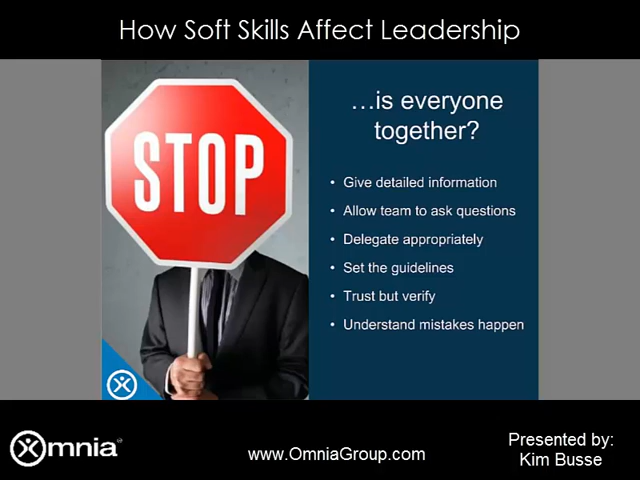 How Soft Skills Affect Leadership
STOP
…is everyone
together?
• Give detailed information
• Allow team to ask questions
• Delegate appropriately
• Set the guidelines
• Trust but verify
• Understand mistakes happen
Omnia
www.OmniaGroup.com
Presented by:
Kim Busse